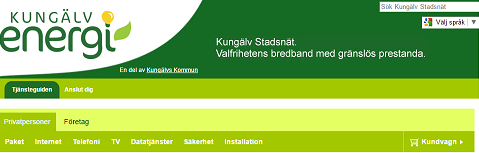 Sök Kungälv Stadsnät
Välj språk
KUNGÄLV
energi
Kungälv Stadsnät.
Valfrihetens bredband med gränslös prestanda.
En del av Kungälvs Kommun
Tjänsteguiden Anslut dig
Privatpersoner Företag
Paket Internet Telefoni TV Datatjänster Säkerhet Installation Kundvagn